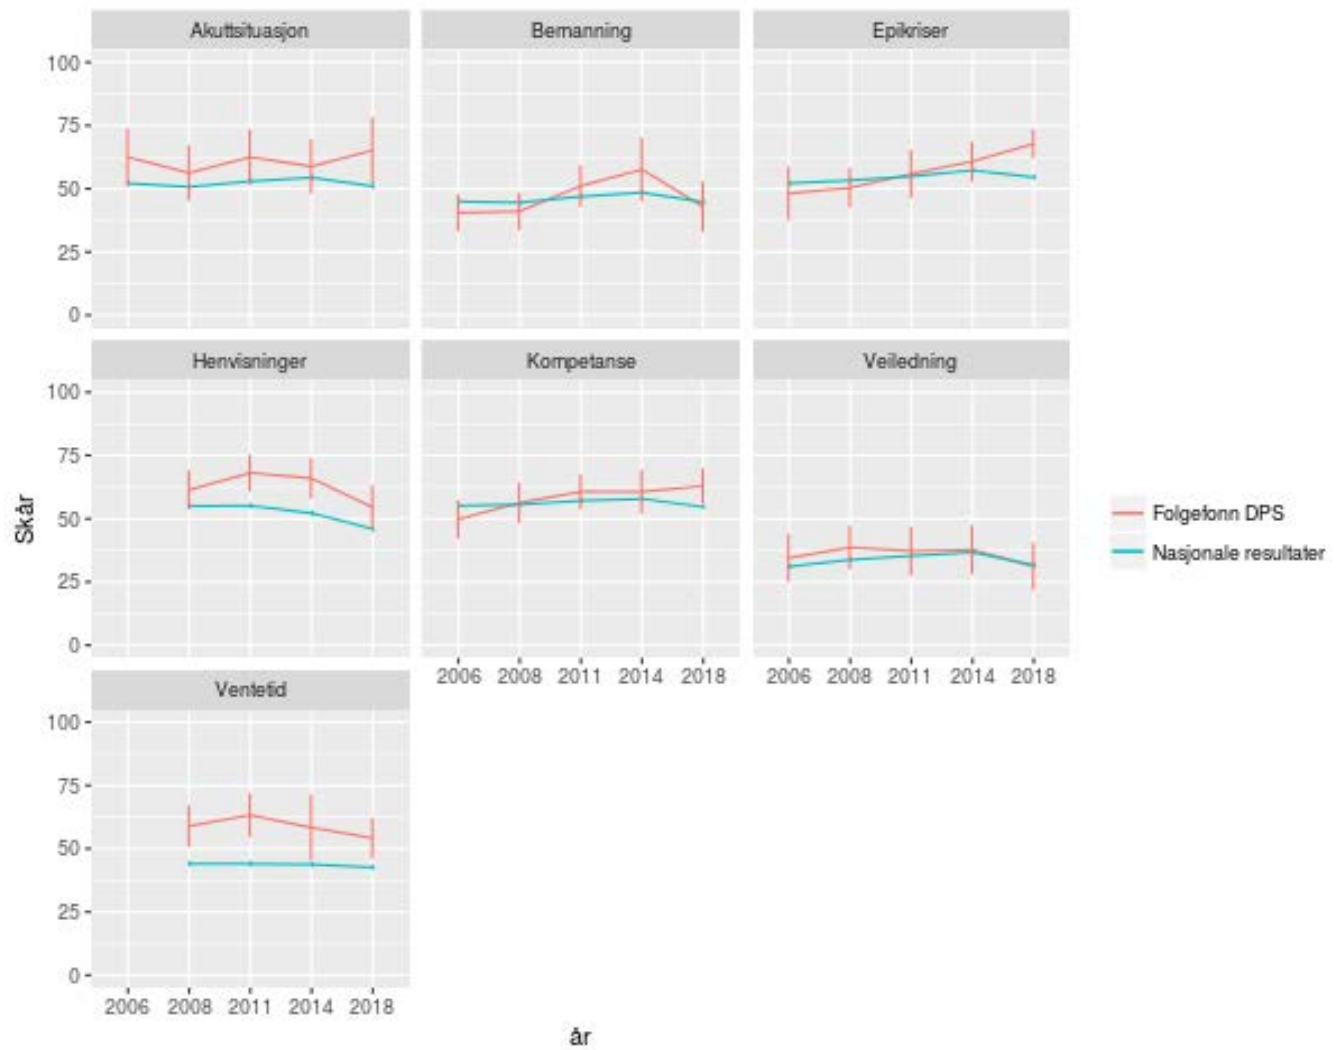 Akuttsituasjon Bemanning Epikriser
100
75
50
25
0
Henvisninger Kompetanse Veiledning
100
75
50
25
0
Skår
Folgefonn DPS
Nasjonale resultater
2006 2008 2011 2014 2018 2006 2008 2011 2014 2018
Ventetid
100
75
50
25
0
2006 2008 2011 2014 2018
år